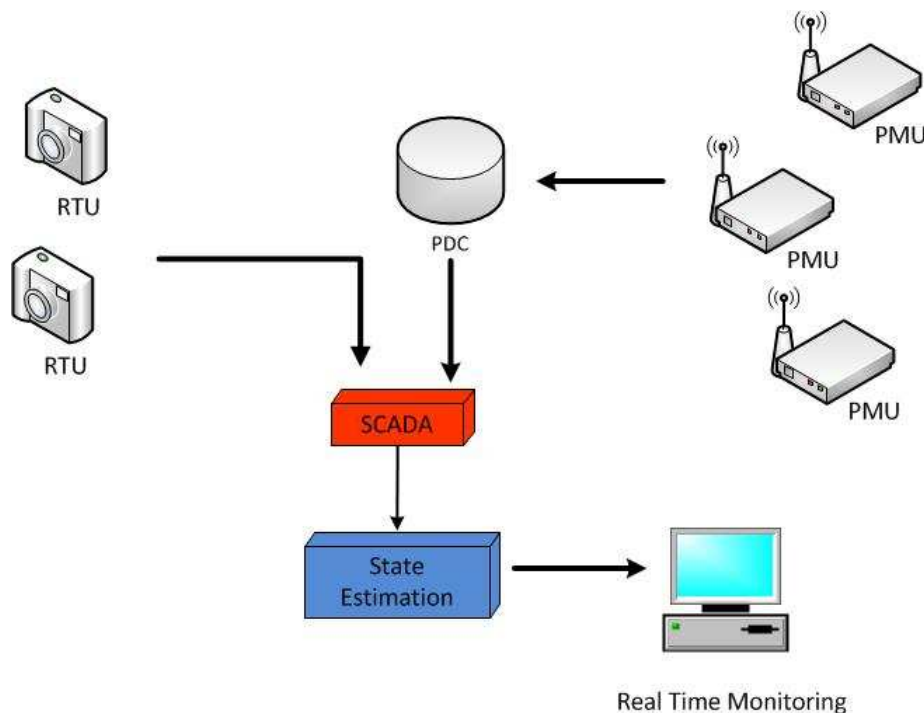 PMU
RTU
PDC
PMU
RTU
PMU
SCADA
State
Estimation
Real Time Monitoring